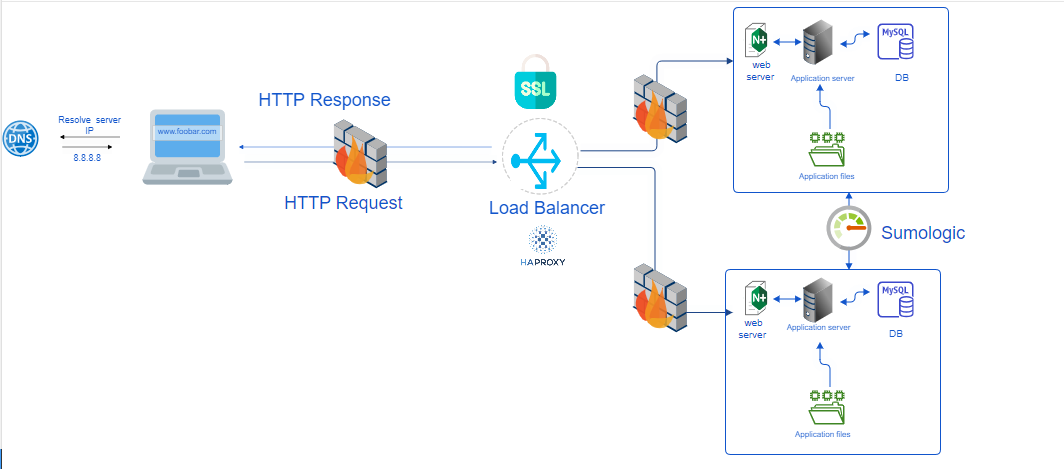 DNS
Resolve server
IP
8.8.8.8
www.foobar.com
HTTP Response
HTTP Request
SSL
Load Balancer
HAPROXY
N+
web
server
Application server
MySQL
DB
Application files
Sumologic
N+
web
server
Application server
MySQL
DB
Application files